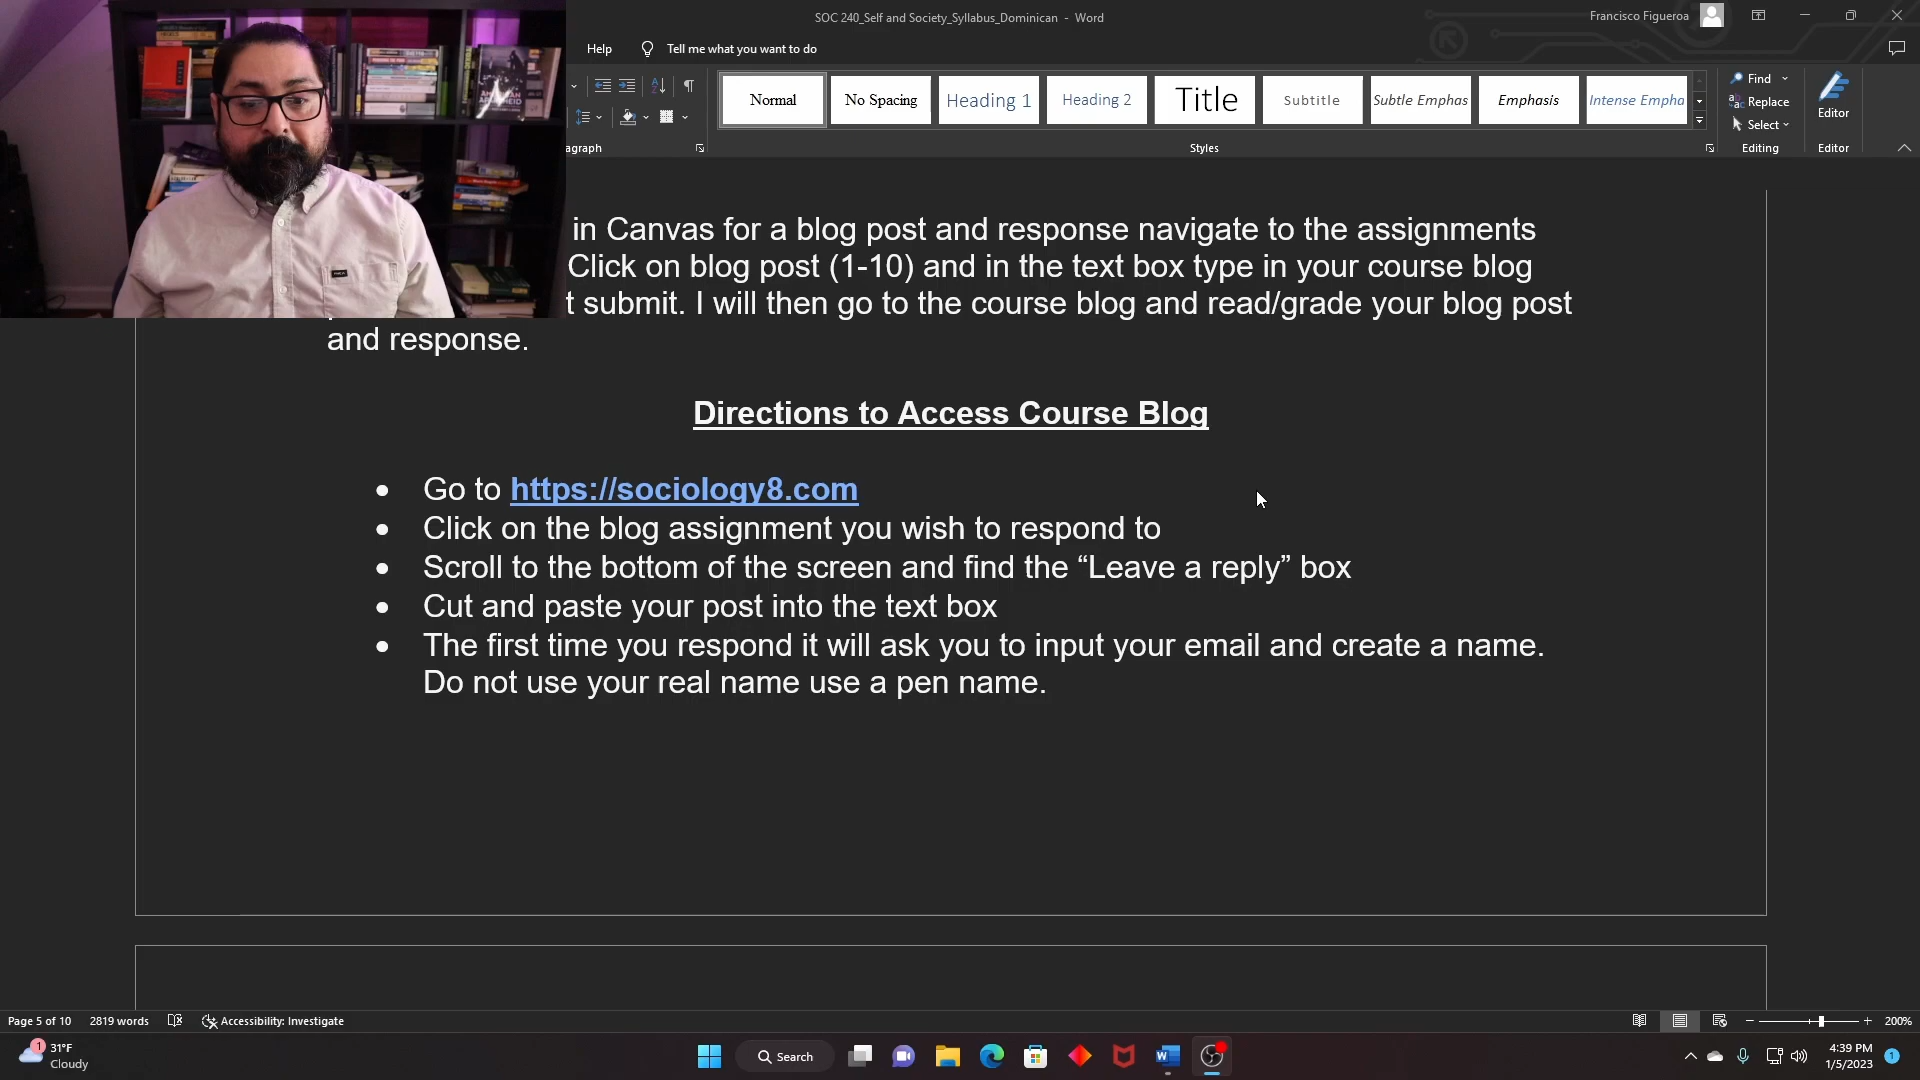 SOC 240_Self and Society_Syllabus_Dominican - Word
Francisco Figueroa
Help
Tell me what you want to do
Normal
No Spacing
Heading 1
Heading 2
Title
Subtitle
Subtle Emphas
Emphasis
Intense Empha
Find
Replace
Select
Editor
agraph
Styles
Editing
Editor
in Canvas for a blog post and response navigate to the assignments
Click on blog post (1-10) and in the text box type in your course blog
t submit. I will then go to the course blog and read/grade your blog post
and response.
Directions to Access Course Blog
• Go to https://sociology8.com
• Click on the blog assignment you wish to respond to
• Scroll to the bottom of the screen and find the “Leave a reply” box
• Cut and paste your post into the text box
• The first time you respond it will ask you to input your email and create a name.
Do not use your real name use a pen name.
Page 5 of 10
2819 words
Accessibility: Investigate
200%
1
31°F
Cloudy
Search
4:39 PM
1/5/2023
1